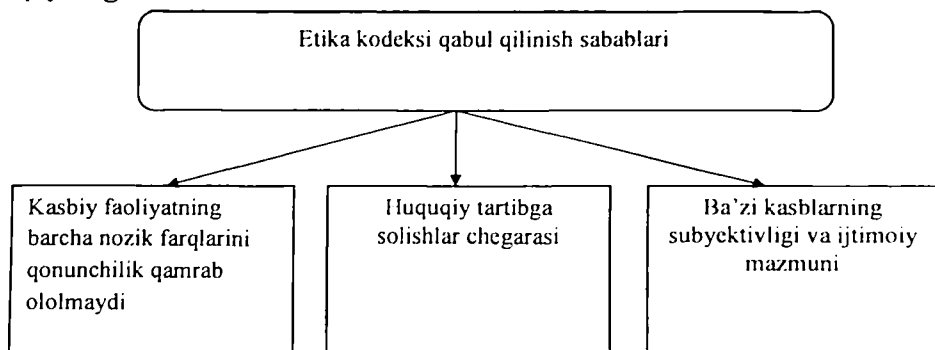 Etika kodeksi qabul qilinish sabablari
Kasbiy faoliyatning
barcha nozik farqlarini
qonunchilik qamrab
ololmaydi
Huquqiy tartibga
solishlar chegarasi
Ba'zi kasblarning
subyektivligi va ijtimoiy
mazmuni